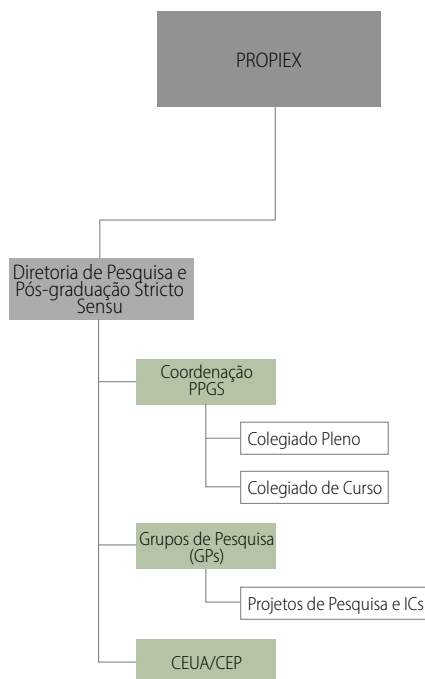 PROPIEX
Diretoria de Pesquisa e
Pós-graduação Stricto
Sensu
Coordenação
PPGS
Colegiado Pleno
Colegiado de Curso
Grupos de Pesquisa
(GPs)
Projetos de Pesquisa e ICs
CEUA/CEP